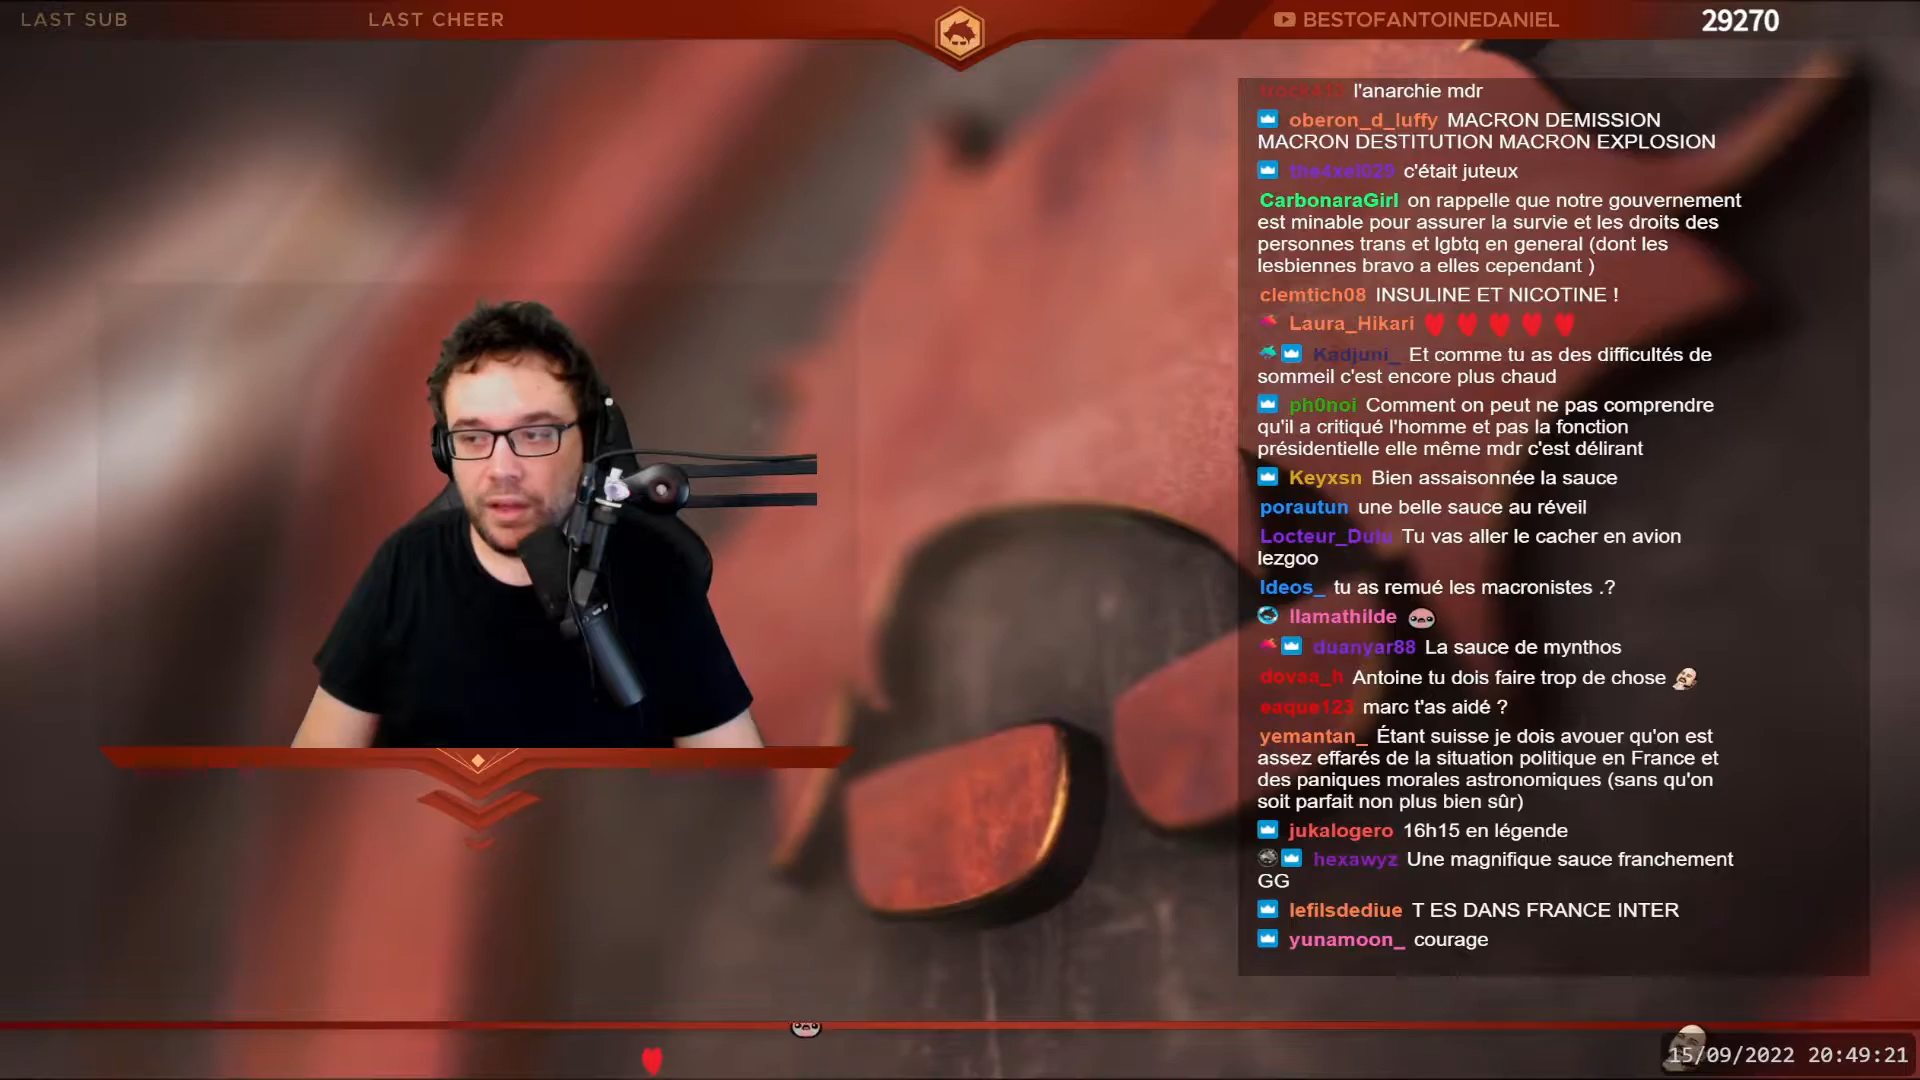 LAST SUB
LAST CHEER
BESTOFANTOINEDANIEL
29270
l'anarchie mdr
oberon_d_luffy MACRON DEMISSION
MACRON DESTITUTION MACRON EXPLOSION
the4xel029 c'était juteux
CarbonaraGirl on rappelle que notre gouvernement
est minable pour assurer la survie et les droits des
personnes trans et lgbtq en general (dont les
lesbiennes bravo a elles cependant )
clemtich08 INSULINE ET NICOTINE !
Laura_Hikari
Kadjuni_ Et comme tu as des difficultés de
sommeil c'est encore plus chaud
ph0noi Comment on peut ne pas comprendre
qu'il a critiqué l'homme et pas la fonction
présidentielle elle même mdr c'est délirant
Keyxsn Bien assaisonnée la sauce
porautun une belle sauce au réveil
Locteur_Dulu Tu vas aller le cacher en avion
lezgoo
Ideos_ tu as remué les macronistes .?
llamathilde
duanyar88 La sauce de mynthos
dovaa_h Antoine tu dois faire trop de chose
eaque123 marc t'as aidé ?
yemantan_ Étant suisse je dois avouer qu'on est
assez effarés de la situation politique en France et
des paniques morales astronomiques (sans qu'on
soit parfait non plus bien sûr)
jukalogero 16h15 en légende
hexawyz Une magnifique sauce franchement
GG
lefilsdediue T ES DANS FRANCE INTER
yunamoon_ courage
15/09/2022 20:49:21